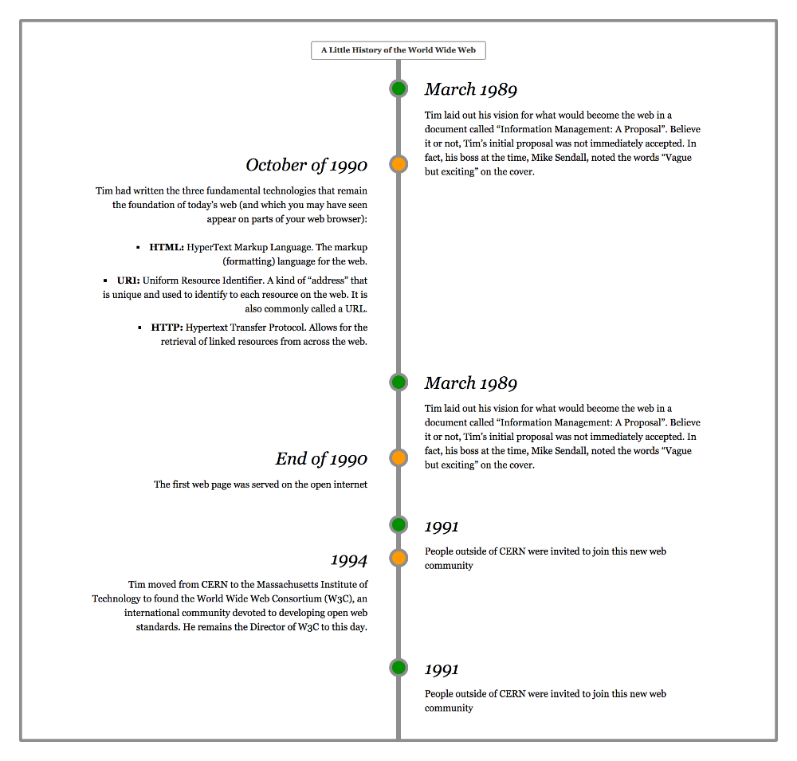 A Little History of the World Wide Web
March 1989
Tim laid out his vision for what would become the web in a
document called “Information Management: A Proposal”. Believe
it or not, Tim’s initial proposal was not immediately accepted. In
fact, his boss at the time, Mike Sendall, noted the words “Vague
but exciting” on the cover.
October of 1990
Tim had written the three fundamental technologies that remain
the foundation of today’s web (and which you may have seen
appear on parts of your web browser):
▪ HTML: HyperText Markup Language. The markup
(formatting) language for the web.
▪ URI: Uniform Resource Identifier. A kind of “address” that
is unique and used to identify to each resource on the web. It is
also commonly called a URL.
▪ HTTP: Hypertext Transfer Protocol. Allows for the
retrieval of linked resources from across the web.
March 1989
Tim laid out his vision for what would become the web in a
document called “Information Management: A Proposal”. Believe
it or not, Tim’s initial proposal was not immediately accepted. In
fact, his boss at the time, Mike Sendall, noted the words “Vague
but exciting” on the cover.
End of 1990
The first web page was served on the open internet
1991
People outside of CERN were invited to join this new web
community
1994
Tim moved from CERN to the Massachusetts Institute of
Technology to found the World Wide Web Consortium (W3C), an
international community devoted to developing open web
standards. He remains the Director of W3C to this day.
1991
People outside of CERN were invited to join this new web
community